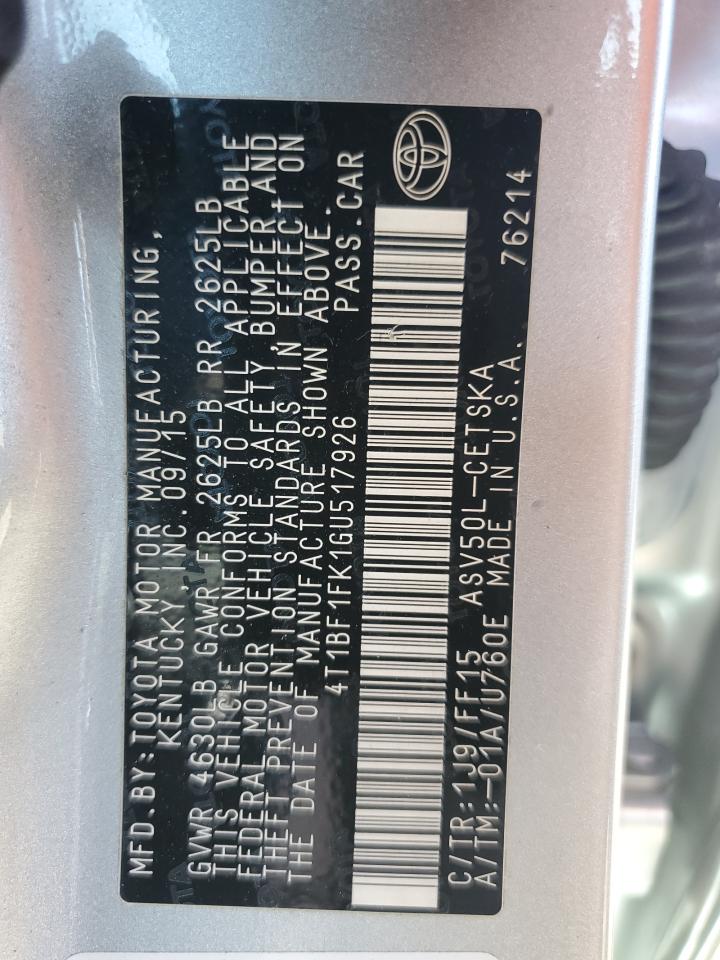 MFD.BY:TOYOTA MOTOR MANUFACTURING,
KENTUCKY INC.09/15
GVWR 4630LB GAWR FR 2625LB RR 2625LB
THIS VEHICLE CONFORMS TO ALL APPLICABLE
FEDERAL MOTOR VEHICLE SAFETY, BUMPER,AND
THEFT PREVENTION STANDARDS IN EFFECT ON
THE DATE OF MANUFACTURE SHOWN ABOVE.
4T1BF1FK1GU517926 PASS.CAR
C/TR:1J9/FF15 ASV50L-CETSKA
A/TM:-01A/U760E MADE IN U.S.A. 76214